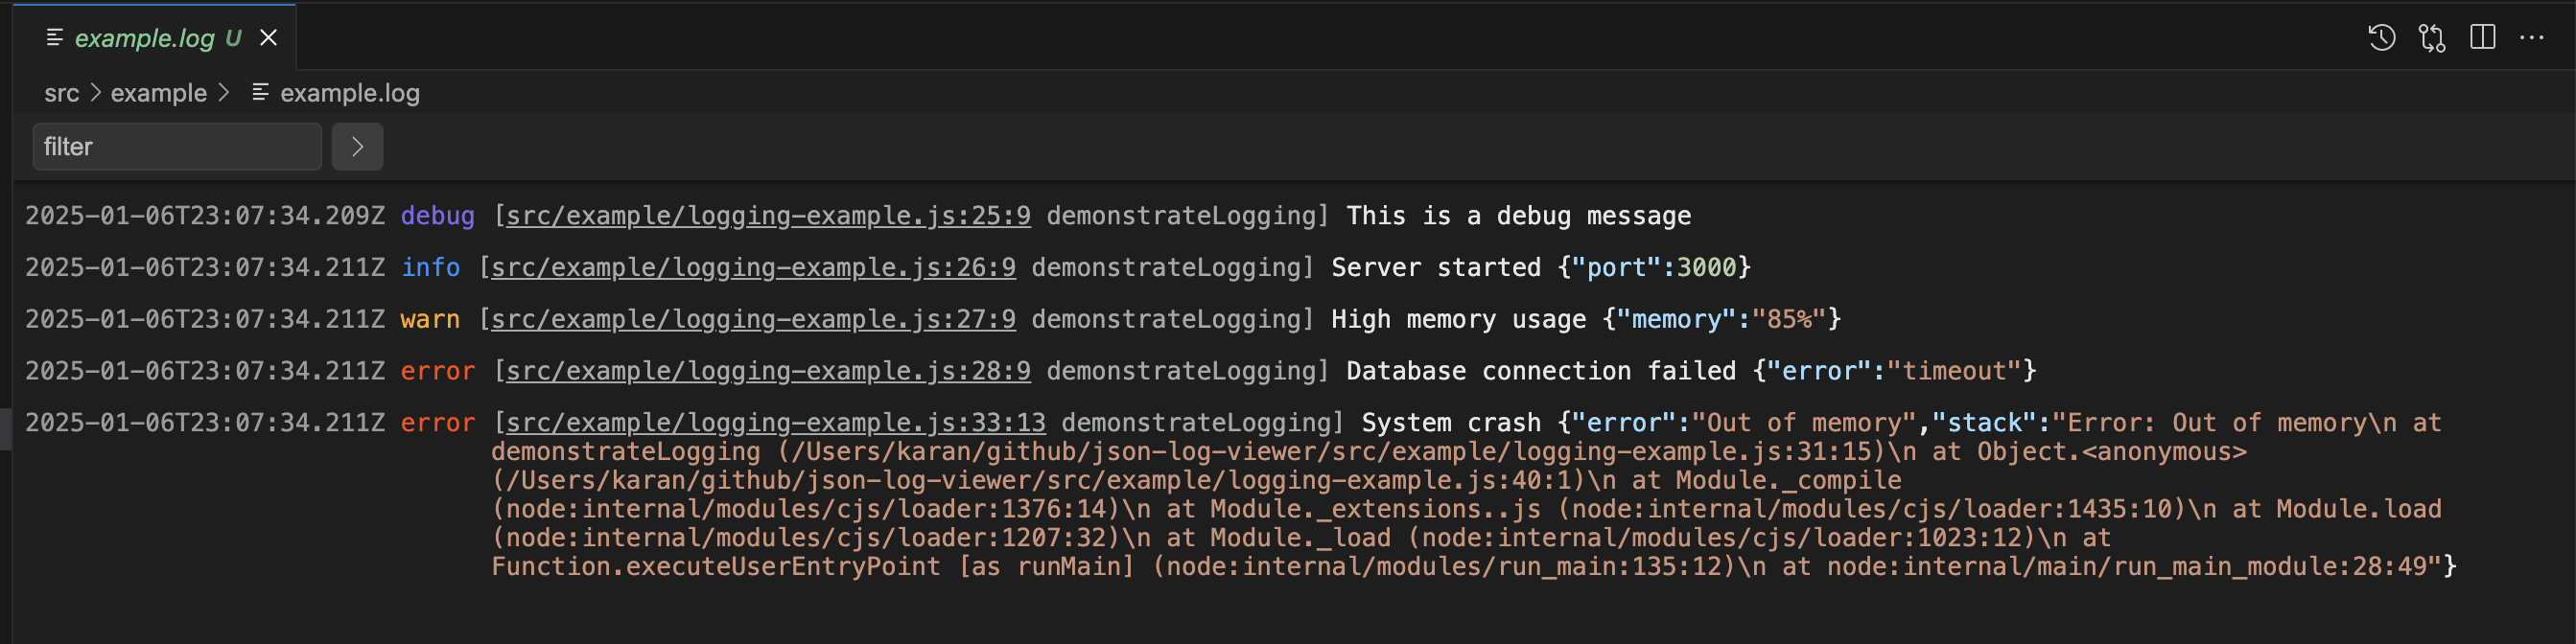 example.log U
src > example > example.log
filter >
2025-01-06T23:07:34.209Z debug [src/example/logging-example.js:25:9 demonstrateLogging] This is a debug message
2025-01-06T23:07:34.211Z info [src/example/logging-example.js:26:9 demonstrateLogging] Server started {"port":3000}
2025-01-06T23:07:34.211Z warn [src/example/logging-example.js:27:9 demonstrateLogging] High memory usage {"memory":"85%"}
2025-01-06T23:07:34.211Z error [src/example/logging-example.js:28:9 demonstrateLogging] Database connection failed {"error":"timeout"}
2025-01-06T23:07:34.211Z error [src/example/logging-example.js:33:13 demonstrateLogging] System crash {"error":"Out of memory","stack":"Error: Out of memory\n at
demonstrateLogging (/Users/karan/github/json-log-viewer/src/example/logging-example.js:31:15)\n at Object.<anonymous>
(/Users/karan/github/json-log-viewer/src/example/logging-example.js:40:1)\n at Module._compile
(node:internal/modules/cjs/loader:1376:14)\n at Module._extensions..js (node:internal/modules/cjs/loader:1435:10)\n at Module.load
(node:internal/modules/cjs/loader:1207:32)\n at Module._load (node:internal/modules/cjs/loader:1023:12)\n at
Function.executeUserEntryPoint [as runMain] (node:internal/modules/run_main:135:12)\n at node:internal/main/run_main_module:28:49"}